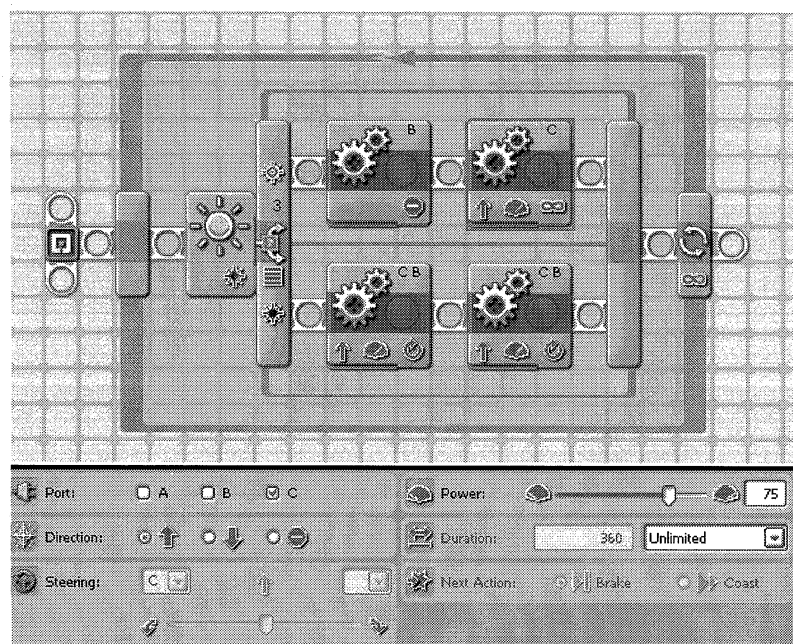 B
C
3
C B
C B
Port:
A
B
C
Power:
75
Direction:
Duration:
360
Unlimited
Steering:
C
Next Action:
Brake
Coast